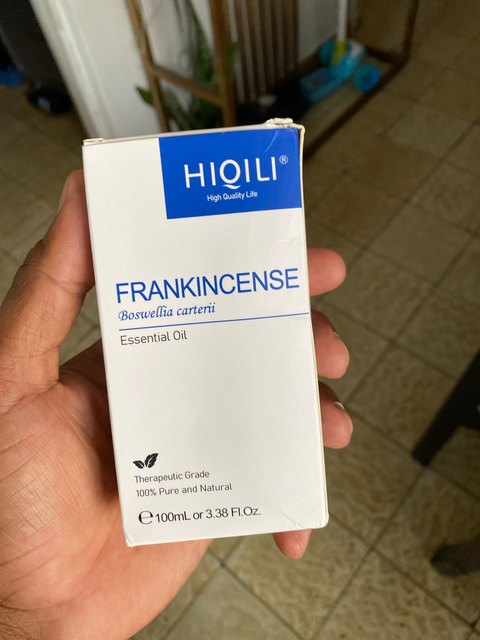 HIQILI®
High Quality Life
FRANKINCENSE
Boswellia carterii
Essential Oil
Therapeutic Grade
100% Pure and Natural
℮100mL or 3.38 Fl.Oz.